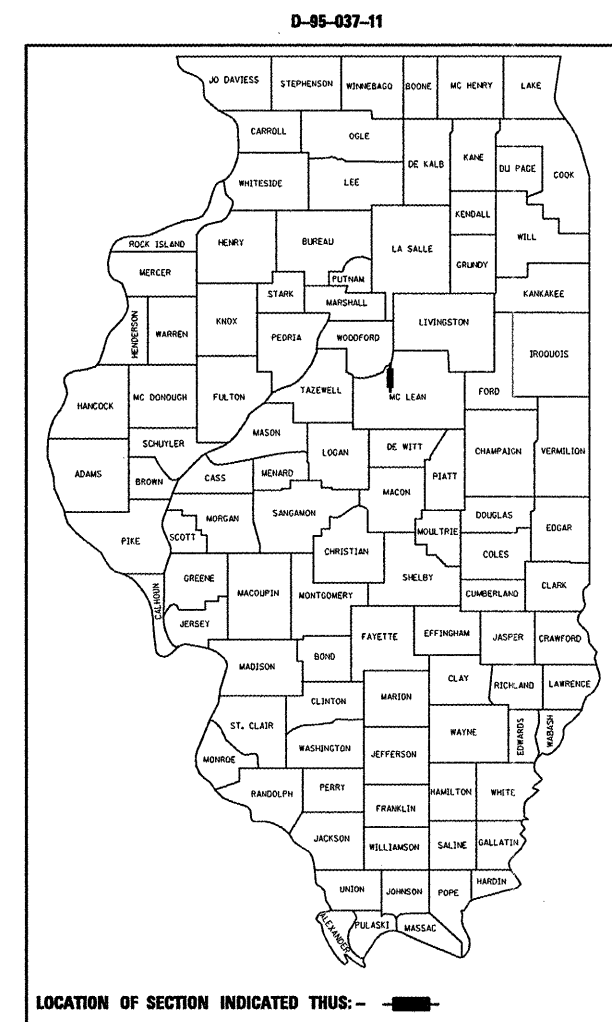 D-95-037-11
JO DAVIESS STEPHENSON WINNEBAGO BOONE MC HENRY LAKE
CARROLL OGLE DE KALB KANE DU PAGE COOK
WHITESIDE LEE
KENDALL
ROCK ISLAND HENRY BUREAU LA SALLE WILL
MERCER PUTNAM GRUNDY
STARK MARSHALL KANKAKEE
HENDERSON WARREN KNOX PEORIA WOODFORD LIVINGSTON
IROQUOIS
HANCOCK MC DONOUGH FULTON TAZEWELL MC LEAN FORD
MASON
SCHUYLER LOGAN DE WITT CHAMPAIGN VERMILION
ADAMS BROWN CASS MENARD PIATT
MACON
MORGAN SANGAMON DOUGLAS EDGAR
PIKE SCOTT MOULTRIE
CHRISTIAN COLES
GREENE SHELBY
CALHOUN MACOUPIN MONTGOMERY CUMBERLAND CLARK
JERSEY
FAYETTE EFFINGHAM JASPER CRAWFORD
MADISON BOND
CLAY RICHLAND LAWRENCE
CLINTON MARION
ST. CLAIR WAYNE EDWARDS WABASH
WASHINGTON JEFFERSON
MONROE
RANDOLPH PERRY HAMILTON WHITE
FRANKLIN
JACKSON WILLIAMSON SALINE GALLATIN
UNION JOHNSON POPE HARDIN
ALEXANDER PULASKI MASSAC
LOCATION OF SECTION INDICATED THUS: -